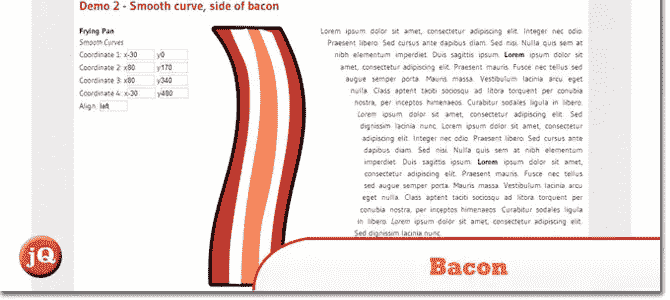 Demo 2 - Smooth curve, side of bacon
Frying Pan
Smooth Curves
Coordinate 1: x-30 y0
Coordinate 2: x80 y170
Coordinate 3: x80 y340
Coordinate 4: x-30 y480
Align: left
Lorem ipsum dolor sit amet, consectetur adipiscing elit. Integer nec odio.
Praesent libero. Sed cursus ante dapibus diam. Sed nisi. Nulla quis sem at
nibh elementum imperdiet. Duis sagittis ipsum. Lorem ipsum dolor sit
amet, consectetur adipiscing elit. Praesent mauris. Fusce nec tellus sed
augue semper porta. Mauris massa. Vestibulum lacinia arcu eget
nulla. Class aptent taciti sociosqu ad litora torquent per conubia
nostra, per inceptos himenaeos. Curabitur sodales ligula in libero.
Lorem ipsum dolor sit amet, consectetur adipiscing elit. Sed
dignissim lacinia nunc. Lorem ipsum dolor sit amet, consectetur
adipiscing elit. Integer nec odio. Praesent libero. Sed cursus ante
dapibus diam. Sed nisi. Nulla quis sem at nibh elementum
imperdiet. Duis sagittis ipsum. Lorem ipsum dolor sit amet,
consectetur adipiscing elit. Praesent mauris. Fusce nec tellus
sed augue semper porta. Mauris massa. Vestibulum lacinia arcu
eget nulla. Class aptent taciti sociosqu ad litora torquent per
conubia nostra, per inceptos himenaeos. Curabitur sodales ligula
in libero. Lorem ipsum dolor sit amet, consectetur adipiscing elit.
Sed dignissim lacinia nunc.
jQ
Bacon